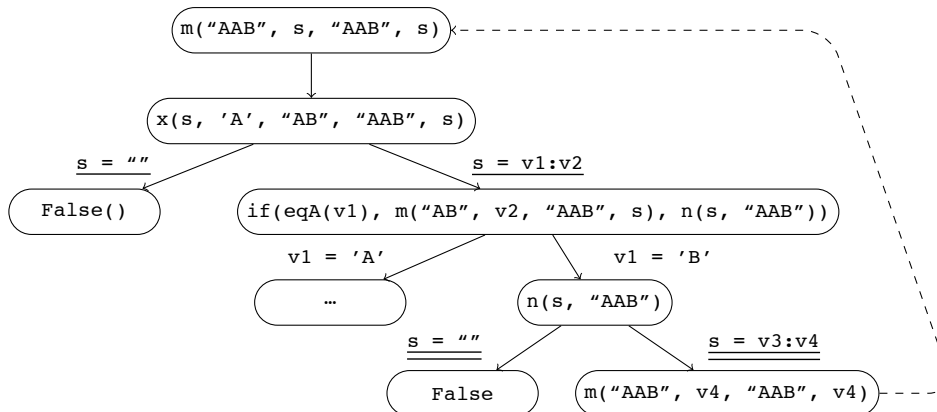 m(“AAB”, s, “AAB”, s)
x(s, 'A', “AB”, “AAB”, s)
s = “”
s = v1:v2
False()
if(eqA(v1), m(“AB”, v2, “AAB”, s), n(s, “AAB”))
v1 = 'A'
v1 = 'B'
…
n(s, “AAB”)
s = “”
s = v3:v4
False
m(“AAB”, v4, “AAB”, v4)